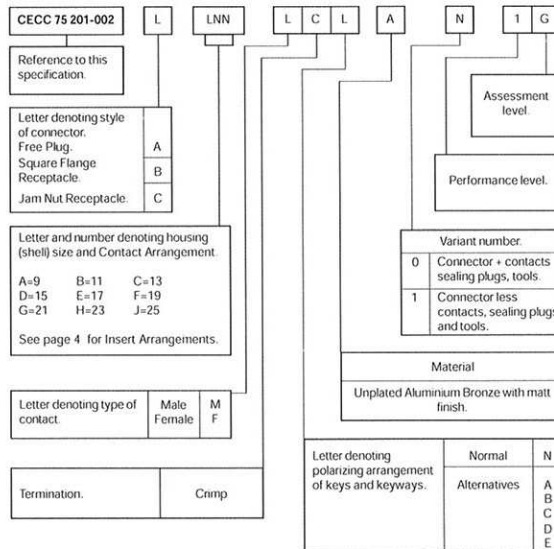 CECC 75 201-002 L LNN L C L A N 1 G
Reference to this
specification.
Assessment
level.
Letter denoting style
of connector.
Free Plug. A
Square Flange
Receptacle. B
Jam Nut Receptacle. C
Performance level.
Letter and number denoting housing
(shell) size and Contact Arrangement
A=9 B=11 C=13
D=15 E=17 F=19
G=21 H=23 J=25
See page 4 for Insert Arrangements.
Variant number.
0 Connector + contacts
sealing plugs, tools.
1 Connector less
contacts, sealing plugs
and tools.
Material
Unplated Aluminium Bronze with matt
finish.
Letter denoting type of
contact.
Male M
Female F
Termination. Crimp
Letter denoting
polarizing arrangement
of keys and keyways.
Normal N
Alternatives A
B
C
D
E